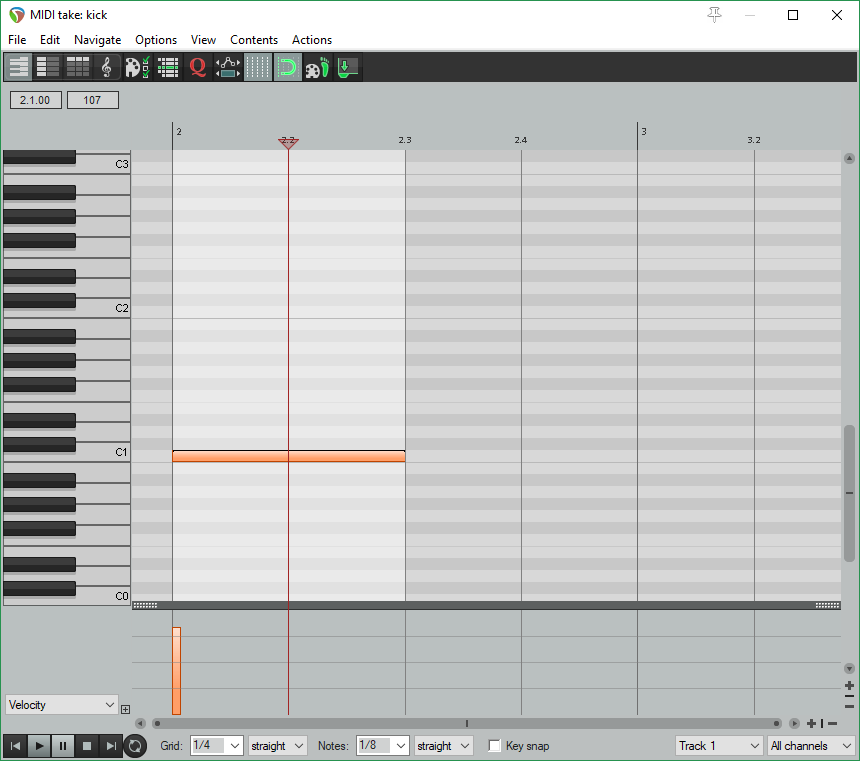 MIDI take: kick
File Edit Navigate Options View Contents Actions
Q
2.1.00 107
2 3
2.2 2.3 2.4 3.2
C3
C2
C1
C0
Velocity
Grid: 1/4 straight Notes: 1/8 straight Key snap Track 1 All channels